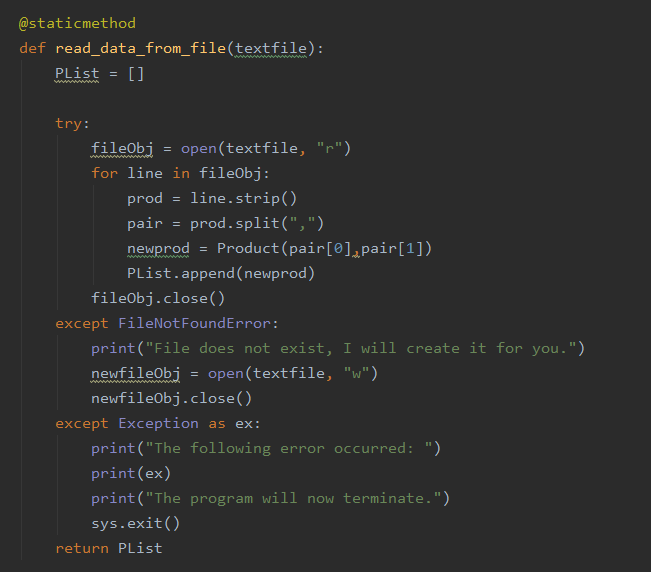 @staticmethod
def read_data_from_file(textfile):
    PList = []

    try:
        fileObj = open(textfile, "r")
        for line in fileObj:
            prod = line.strip()
            pair = prod.split(",")
            newprod = Product(pair[0],pair[1])
            PList.append(newprod)
        fileObj.close()
    except FileNotFoundError:
        print("File does not exist, I will create it for you.")
        newfileObj = open(textfile, "w")
        newfileObj.close()
    except Exception as ex:
        print("The following error occurred: ")
        print(ex)
        print("The program will now terminate.")
        sys.exit()
    return PList